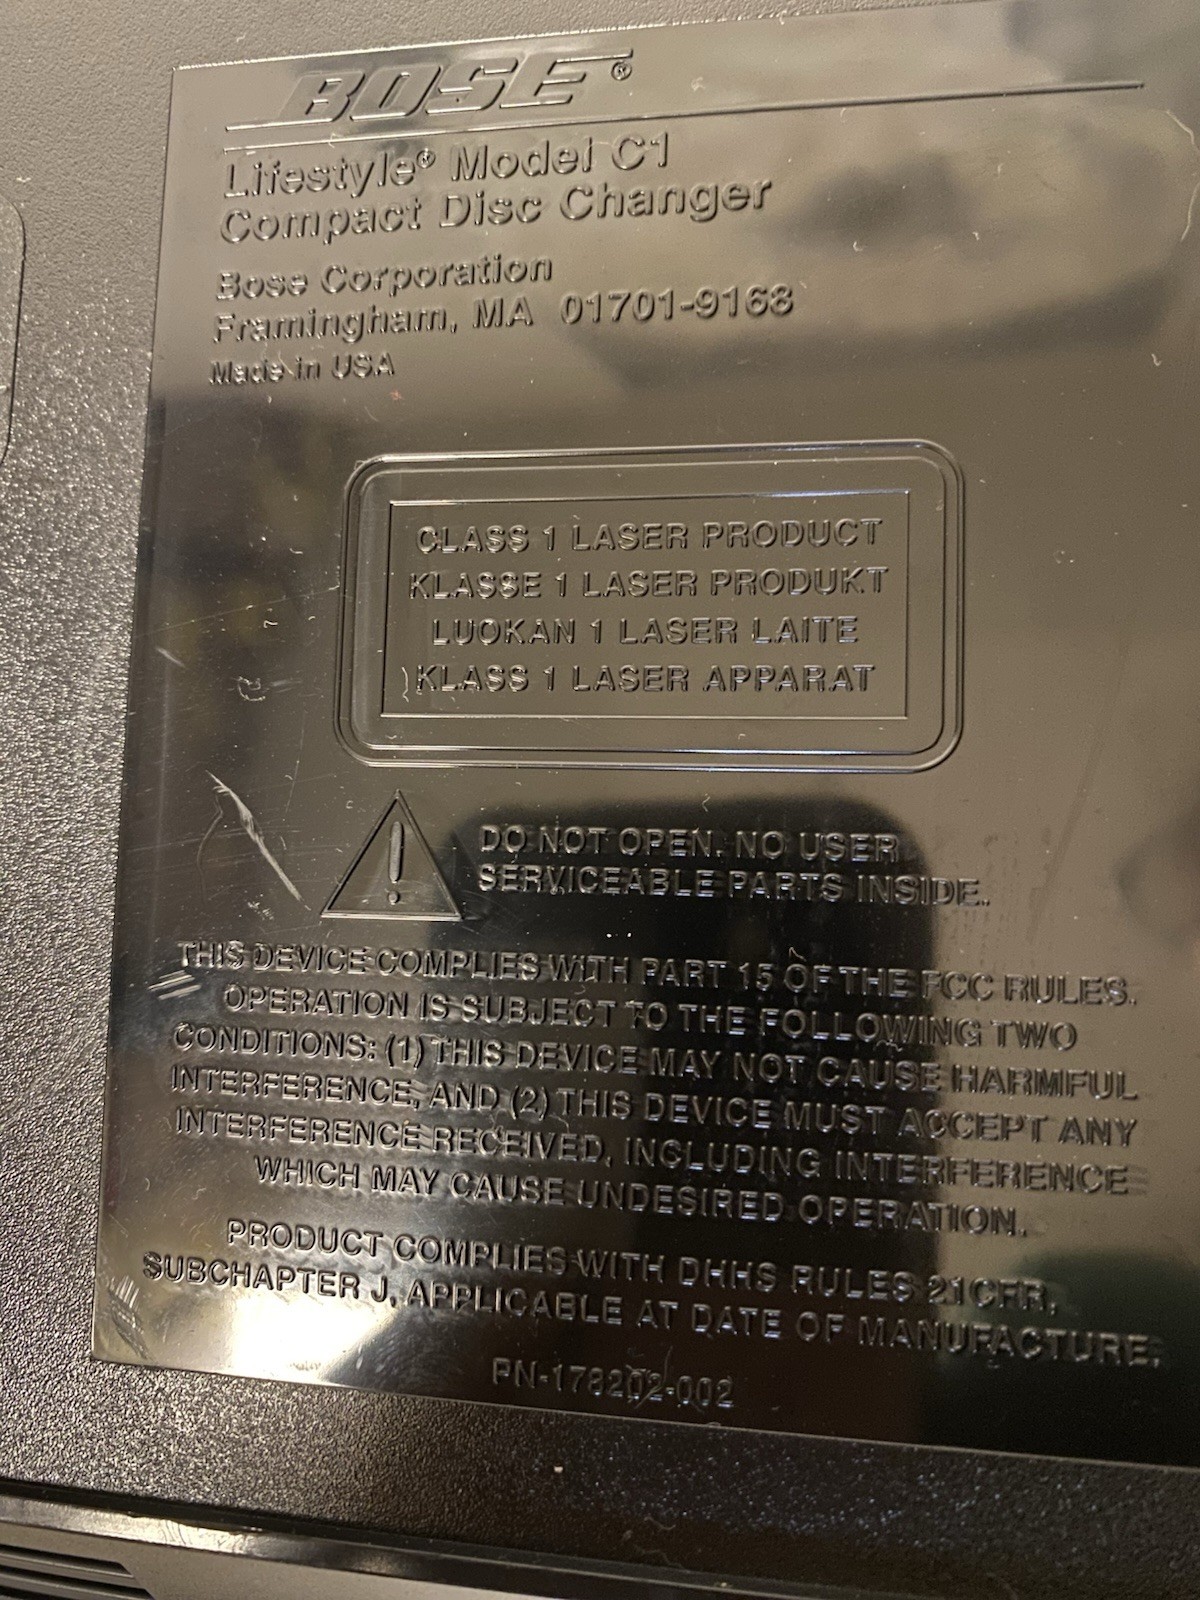 BOSE®
Lifestyle® Model C1
Compact Disc Changer
Bose Corporation
Framingham, MA 01701-9168
Made in USA
CLASS 1 LASER PRODUCT
KLASSE 1 LASER PRODUKT
LUOKAN 1 LASER LAITE
KLASS 1 LASER APPARAT
DO NOT OPEN. NO USER
SERVICEABLE PARTS INSIDE.
THIS DEVICE COMPLIES WITH PART 15 OF THE FCC RULES.
OPERATION IS SUBJECT TO THE FOLLOWING TWO
CONDITIONS: (1) THIS DEVICE MAY NOT CAUSE HARMFUL
INTERFERENCE, AND (2) THIS DEVICE MUST ACCEPT ANY
INTERFERENCE RECEIVED, INCLUDING INTERFERENCE
WHICH MAY CAUSE UNDESIRED OPERATION.
PRODUCT COMPLIES WITH DHHS RULES 21CFR,
SUBCHAPTER J, APPLICABLE AT DATE OF MANUFACTURE.
PN-178202-002